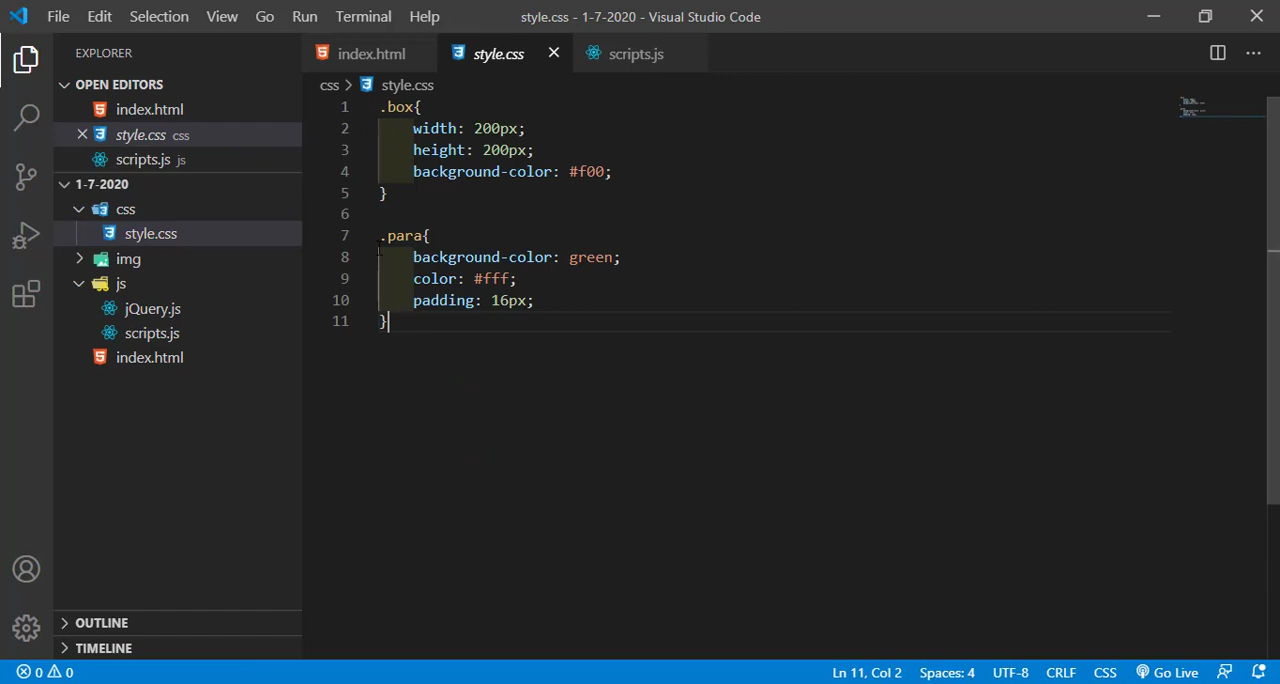 File Edit Selection View Go Run Terminal Help style.css - 1-7-2020 - Visual Studio Code
EXPLORER
OPEN EDITORS
index.html
style.css css
scripts.js js
1-7-2020
css
style.css
img
js
jQuery.js
scripts.js
index.html
OUTLINE
TIMELINE
index.html style.css scripts.js
css style.css
1 .box{
2 width: 200px;
3 height: 200px;
4 background-color: #f00;
5 }
6
7 .para{
8 background-color: green;
9 color: #fff;
10 padding: 16px;
11 }
0 0 Ln 11, Col 2 Spaces: 4 UTF-8 CRLF CSS Go Live